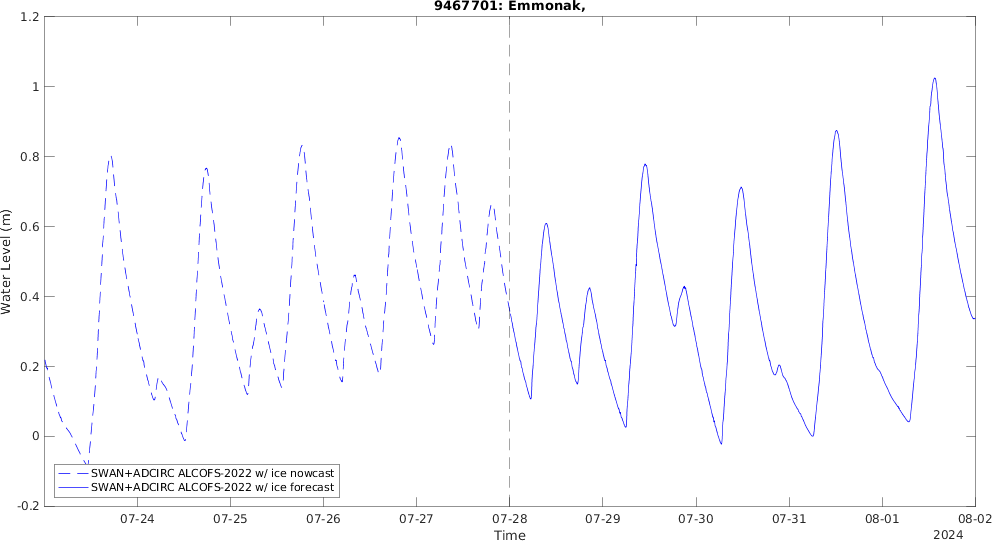 9467701: Emmonak,
1.2
1
0.8
0.6
0.4
0.2
0
-0.2
Water Level (m)
SWAN+ADCIRC ALCOFS-2022 w/ ice nowcast
SWAN+ADCIRC ALCOFS-2022 w/ ice forecast
07-24 07-25 07-26 07-27 07-28 07-29 07-30 07-31 08-01 08-02
Time
2024